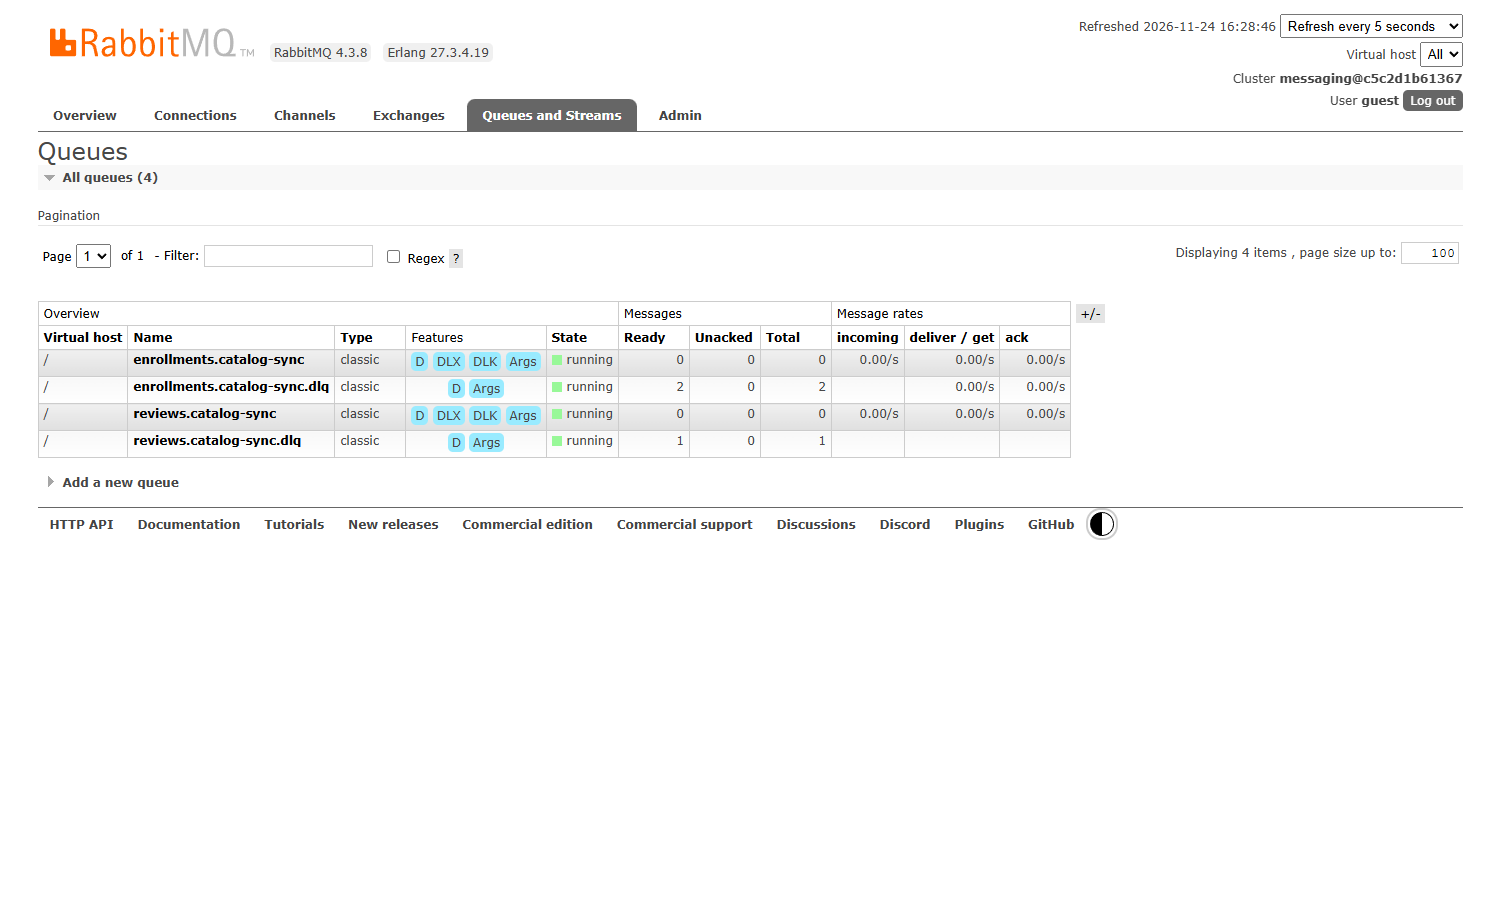 RabbitMQ TM RabbitMQ 4.3.8 Erlang 27.3.4.19
Refreshed 2026-11-24 16:28:46 Refresh every 5 seconds
Virtual host All
Cluster messaging@c5c2d1b61367
User guest Log out
Overview Connections Channels Exchanges Queues and Streams Admin
Queues
All queues (4)
Pagination
Page 1 of 1 - Filter: Regex ? Displaying 4 items , page size up to: 100
Overview Messages Message rates +/-
Virtual host Name Type Features State Ready Unacked Total incoming deliver / get ack
/ enrollments.catalog-sync classic D DLX DLK Args running 0 0 0 0.00/s 0.00/s 0.00/s
/ enrollments.catalog-sync.dlq classic D Args running 2 0 2 0.00/s 0.00/s
/ reviews.catalog-sync classic D DLX DLK Args running 0 0 0 0.00/s 0.00/s 0.00/s
/ reviews.catalog-sync.dlq classic D Args running 1 0 1
Add a new queue
HTTP API Documentation Tutorials New releases Commercial edition Commercial support Discussions Discord Plugins GitHub